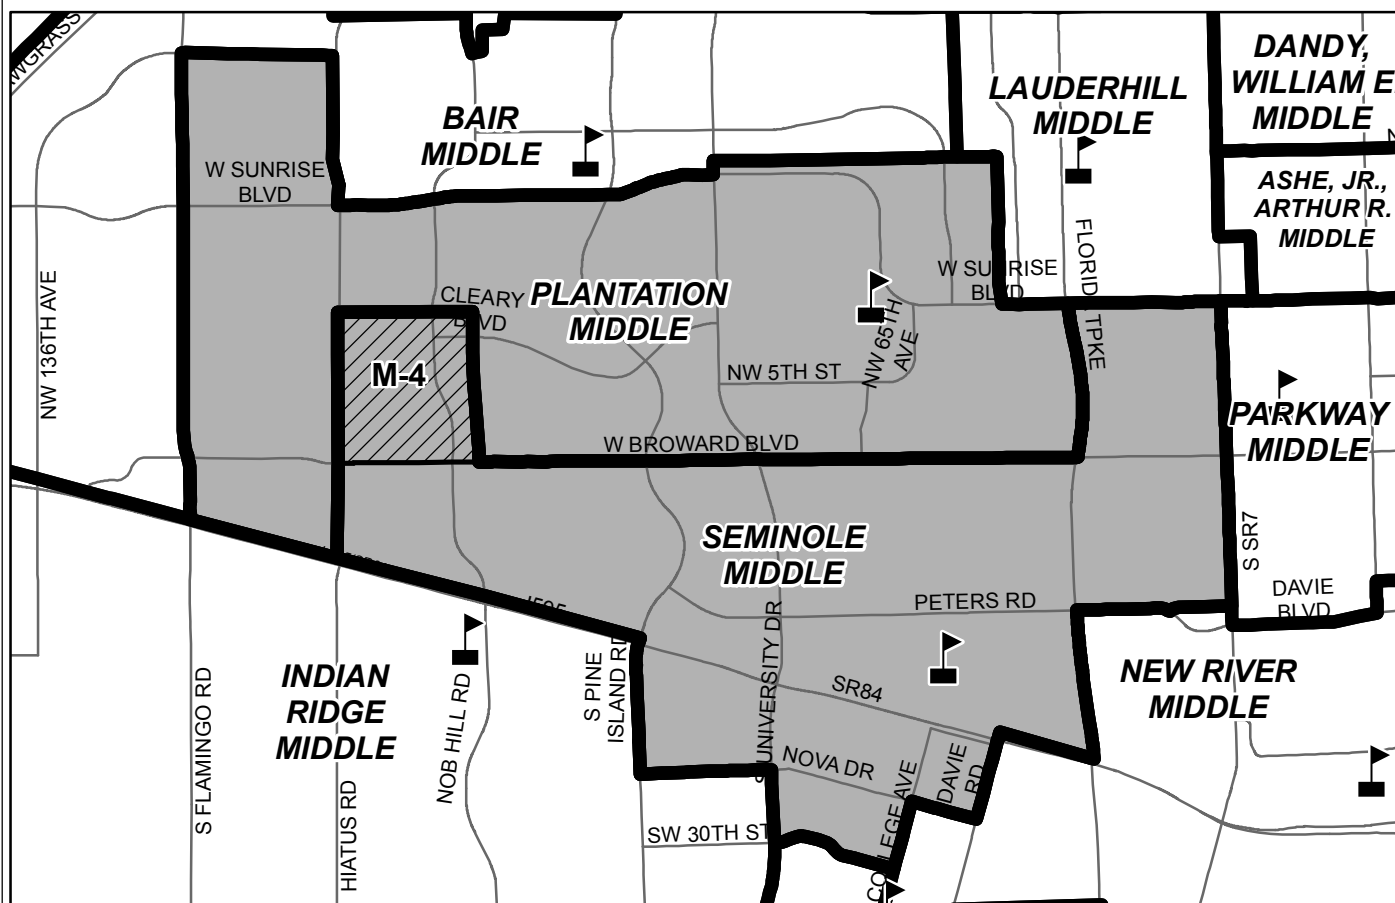 WGRASS
BAIR
MIDDLE
LAUDERHILL
MIDDLE
DANDY,
WILLIAM E.
MIDDLE
N
W SUNRISE
BLVD
ASHE, JR.,
ARTHUR R.
MIDDLE
NW 136TH AVE
CLEARY
BLVD
PLANTATION
MIDDLE
W SUNRISE
BLVD
FLORID
TPKE
M-4
NW 5TH ST
NW 65TH
AVE
PARKWAY
MIDDLE
W BROWARD BLVD
SEMINOLE
MIDDLE
S SR7
I595
PETERS RD
DAVIE
BLVD
INDIAN
RIDGE
MIDDLE
S PINE
ISLAND RD
S UNIVERSITY DR
SR84
NEW RIVER
MIDDLE
S FLAMINGO RD
HIATUS RD
NOB HILL RD
NOVA DR
DAVIE
RD
COLLEGE AVE
SW 30TH ST